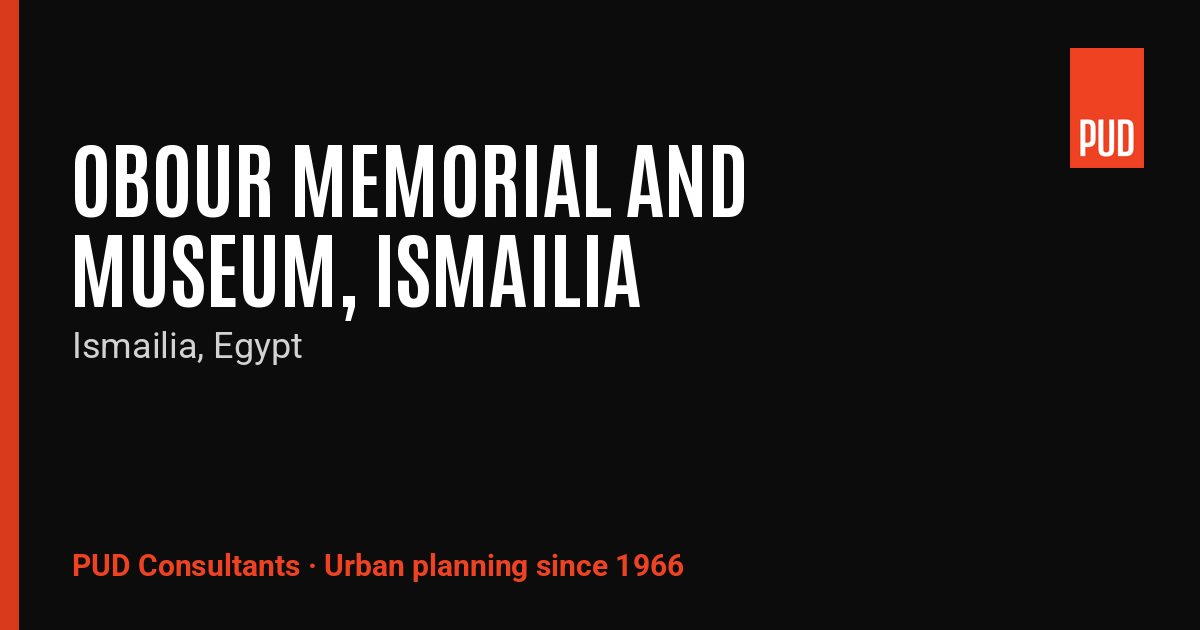 PUD
OBOUR MEMORIAL AND
MUSEUM, ISMAILIA
Ismailia, Egypt
PUD Consultants · Urban planning since 1966